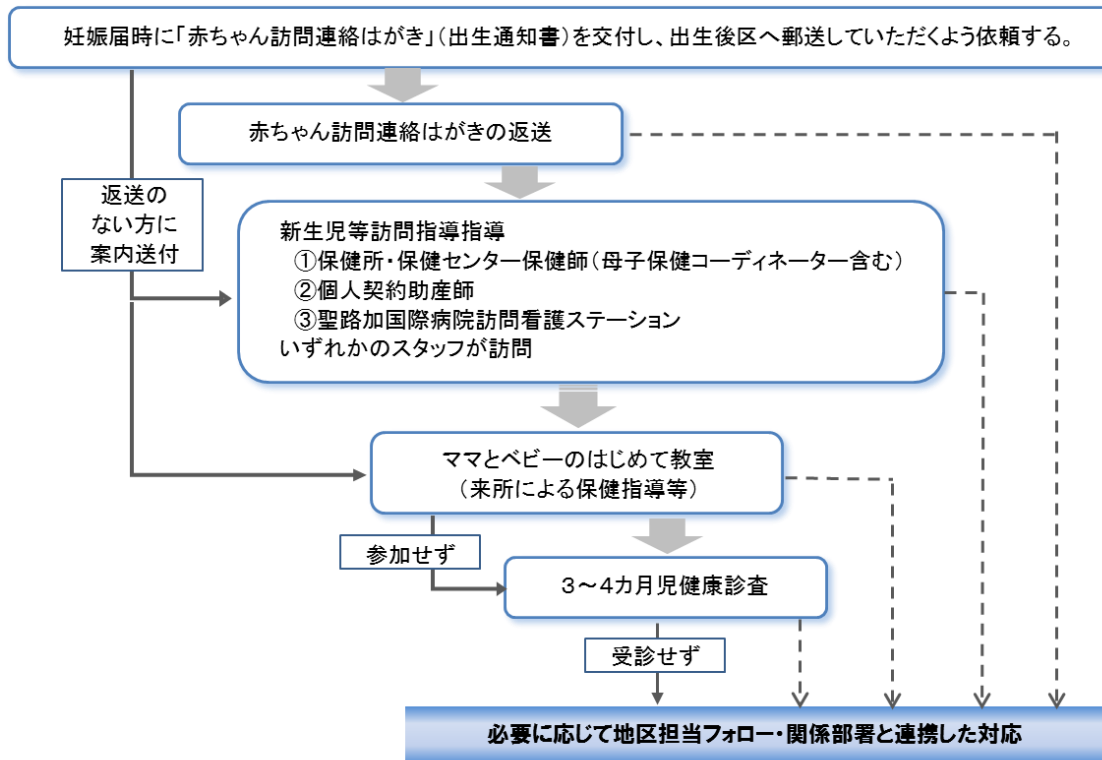 妊娠届時に「赤ちゃん訪問連絡はがき」（出生通知書）を交付し、出生後区へ郵送していただくよう依頼する。
赤ちゃん訪問連絡はがきの返送
返送の
ない方に
案内送付
新生児等訪問指導指導
①保健所・保健センター保健師（母子保健コーディネーター含む）
②個人契約助産師
③聖路加国際病院訪問看護ステーション
いずれかのスタッフが訪問
ママとベビーのはじめて教室
（来所による保健指導等）
参加せず
３～４カ月児健康診査
受診せず
必要に応じて地区担当フォロー・関係部署と連携した対応